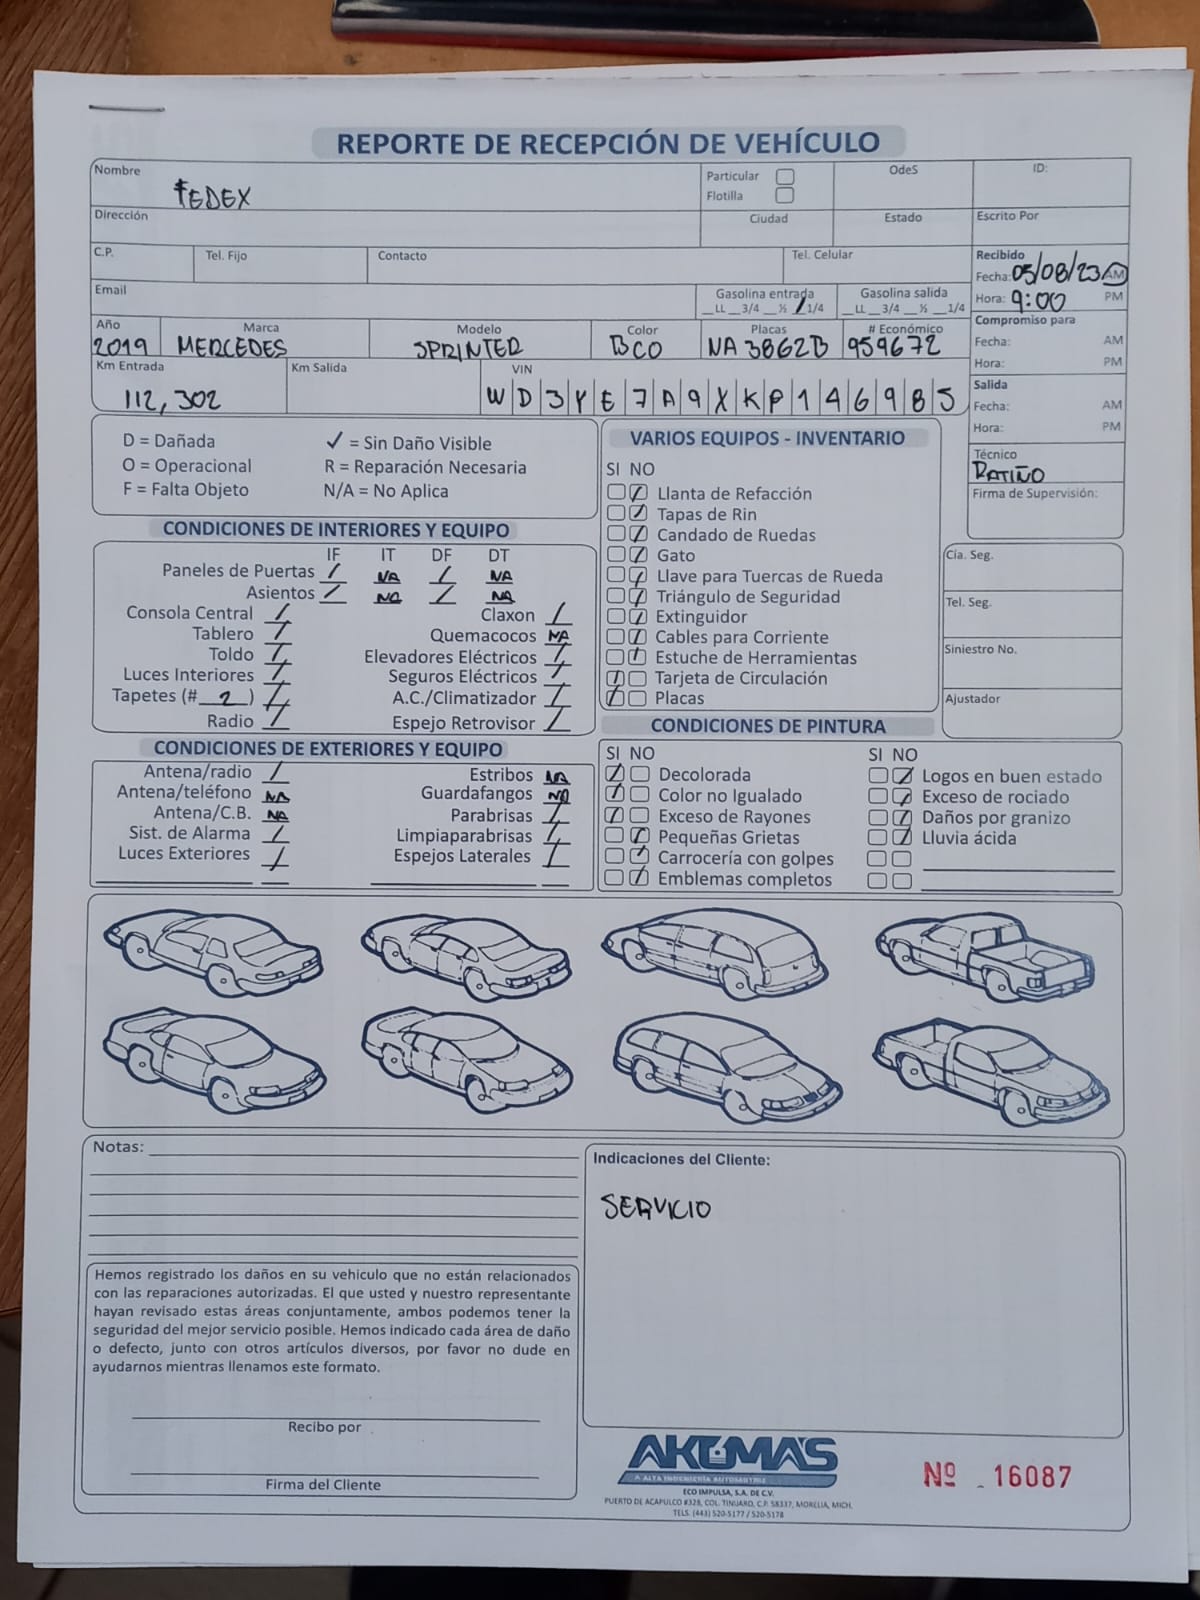 REPORTE DE RECEPCIÓN DE VEHÍCULO
Nombre FEDEX Particular Flotilla OdeS ID:
Dirección Ciudad Estado Escrito Por
C.P. Tel. Fijo Contacto Tel. Celular
Recibido
Fecha: 05/08/23 AM
Hora: 9:00 PM
Email Gasolina entrada __LL __3/4 __½ /1/4 Gasolina salida __LL __3/4 __½ __1/4
Compromiso para
Fecha: AM
Hora: PM
Año 2019 Marca MERCEDES Modelo SPRINTER Color BCO Placas NA3862B # Económico 959672
Km Entrada 112,302 Km Salida VIN WD3YE7A9XKP146985
Salida
Fecha: AM
Hora: PM
Técnico
PATIÑO
Firma de Supervisión:
D = Dañada ✓ = Sin Daño Visible
O = Operacional R = Reparación Necesaria
F = Falta Objeto N/A = No Aplica
CONDICIONES DE INTERIORES Y EQUIPO
IF IT DF DT
Paneles de Puertas / NA / NA
Asientos / NA / NA
Consola Central / Claxon /
Tablero / Quemacocos NA
Toldo / Elevadores Eléctricos /
Luces Interiores / Seguros Eléctricos /
Tapetes (# 2 ) / A.C./Climatizador /
Radio / Espejo Retrovisor /
VARIOS EQUIPOS - INVENTARIO
SI NO
Llanta de Refacción
Tapas de Rin
Candado de Ruedas
Gato
Llave para Tuercas de Rueda
Triángulo de Seguridad
Extinguidor
Cables para Corriente
Estuche de Herramientas
Tarjeta de Circulación
Placas
Cía. Seg.
Tel. Seg.
Siniestro No.
Ajustador
CONDICIONES DE EXTERIORES Y EQUIPO
Antena/radio / Estribos NA
Antena/teléfono NA Guardafangos NA
Antena/C.B. NA Parabrisas /
Sist. de Alarma / Limpiaparabrisas /
Luces Exteriores / Espejos Laterales /
CONDICIONES DE PINTURA
SI NO SI NO
Decolorada Logos en buen estado
Color no Igualado Exceso de rociado
Exceso de Rayones Daños por granizo
Pequeñas Grietas Lluvia ácida
Carrocería con golpes
Emblemas completos
Notas:
Indicaciones del Cliente:
SERVICIO
Hemos registrado los daños en su vehiculo que no están relacionados
con las reparaciones autorizadas. El que usted y nuestro representante
hayan revisado estas áreas conjuntamente, ambos podemos tener la
seguridad del mejor servicio posible. Hemos indicado cada área de daño
o defecto, junto con otros artículos diversos, por favor no dude en
ayudarnos mientras llenamos este formato.
Recibo por
Firma del Cliente
AKUMA'S
A ALTA INGENIERÍA AUTOMOTRIZ
ECO IMPULSA, S.A. DE C.V.
PUERTO DE ACAPULCO #328, COL. TINIJARO, C.P. 58337, MORELIA, MICH.
TELS. (443) 520-5177 / 520-5178
Nº 16087